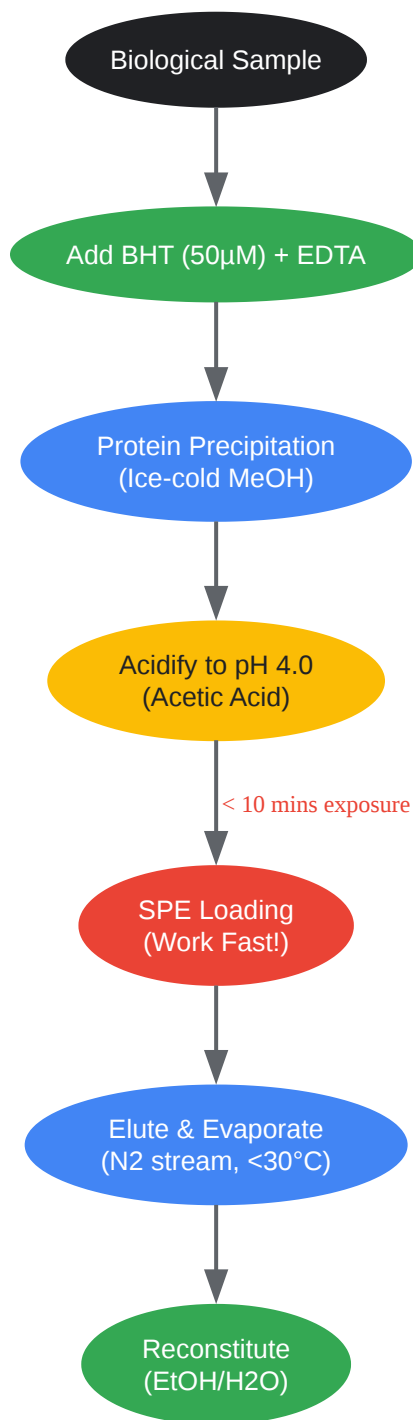 Biological Sample
Add BHT (50µM) + EDTA
Protein Precipitation
(Ice-cold MeOH)
Acidify to pH 4.0
(Acetic Acid)
< 10 mins exposure
SPE Loading
(Work Fast!)
Elute & Evaporate
(N2 stream, <30°C)
Reconstitute
(EtOH/H2O)